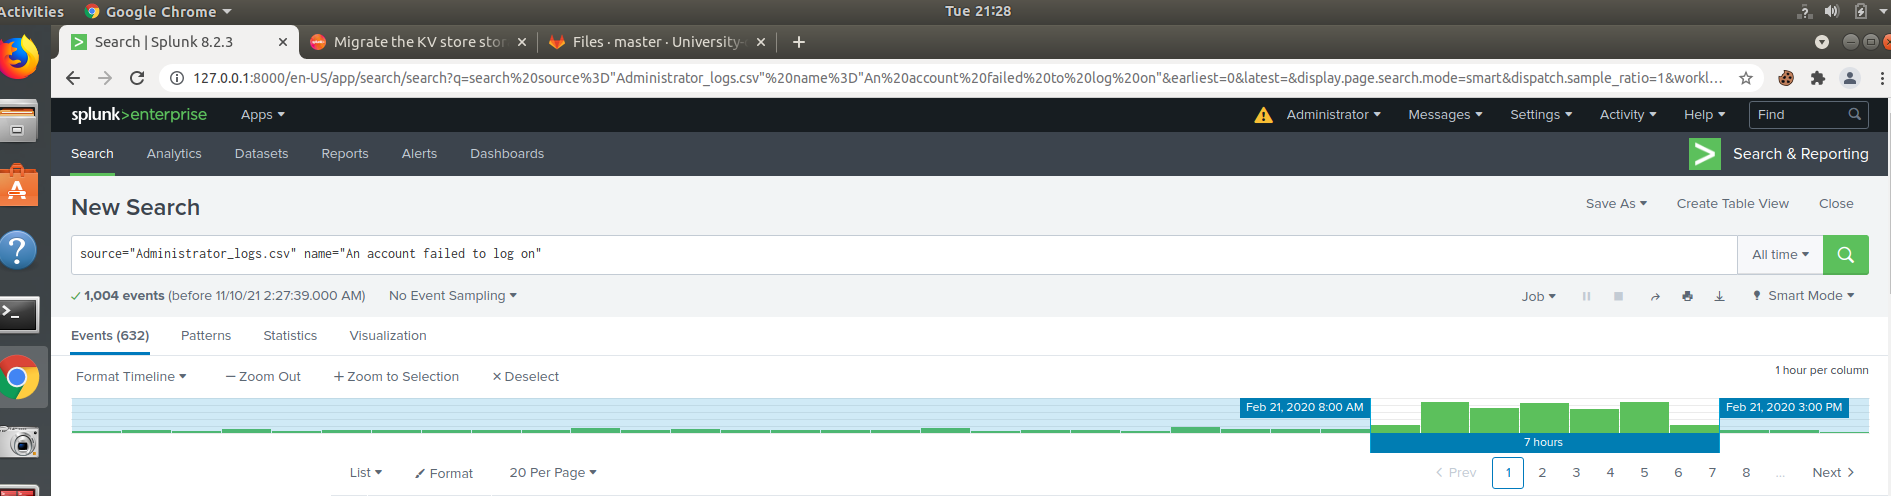 Activities Google Chrome Tue 21:28
Search | Splunk 8.2.3 Migrate the KV store stor Files · master · University-
127.0.0.1:8000/en-US/app/search/search?q=search%20source%3D"Administrator_logs.csv"%20name%3D"An%20account%20failed%20to%20log%20on"&earliest=0&latest=&display.page.search.mode=smart&dispatch.sample_ratio=1&workl...
splunk>enterprise Apps Administrator Messages Settings Activity Help Find
Search Analytics Datasets Reports Alerts Dashboards Search & Reporting
New Search Save As Create Table View Close
source="Administrator_logs.csv" name="An account failed to log on" All time
1,004 events (before 11/10/21 2:27:39.000 AM) No Event Sampling Job Smart Mode
Events (632) Patterns Statistics Visualization
Format Timeline — Zoom Out + Zoom to Selection × Deselect 1 hour per column
Feb 21, 2020 8:00 AM Feb 21, 2020 3:00 PM
7 hours
List Format 20 Per Page < Prev 1 2 3 4 5 6 7 8 ... Next >